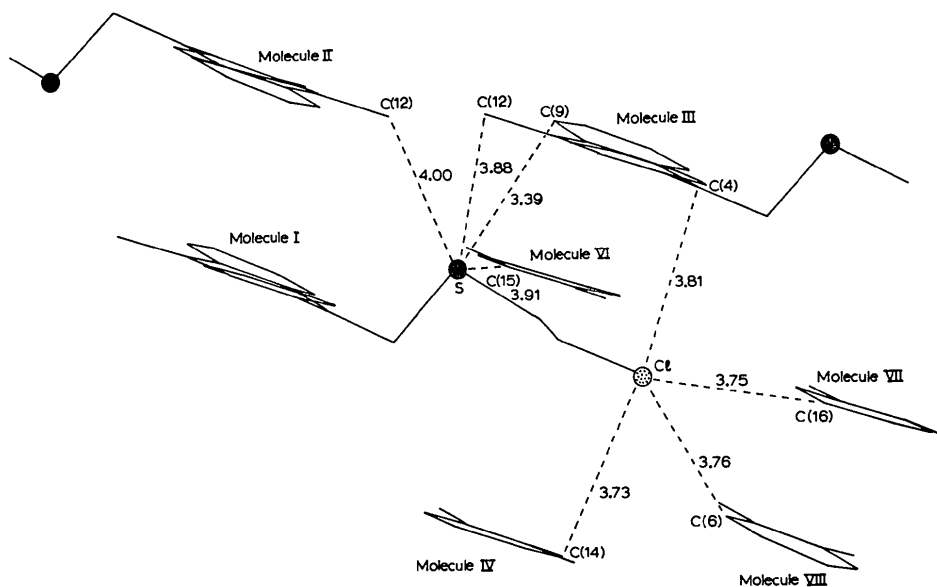 Molecule II
C(12)
C(12)
C(9)
Molecule III
4.00
3.88
3.39
C(4)
Molecule I
Molecule VI
S
C(15)
3.91
3.81
Cℓ
3.75
Molecule VII
C(16)
3.73
3.76
C(6)
C(14)
Molecule IV
Molecule VIII